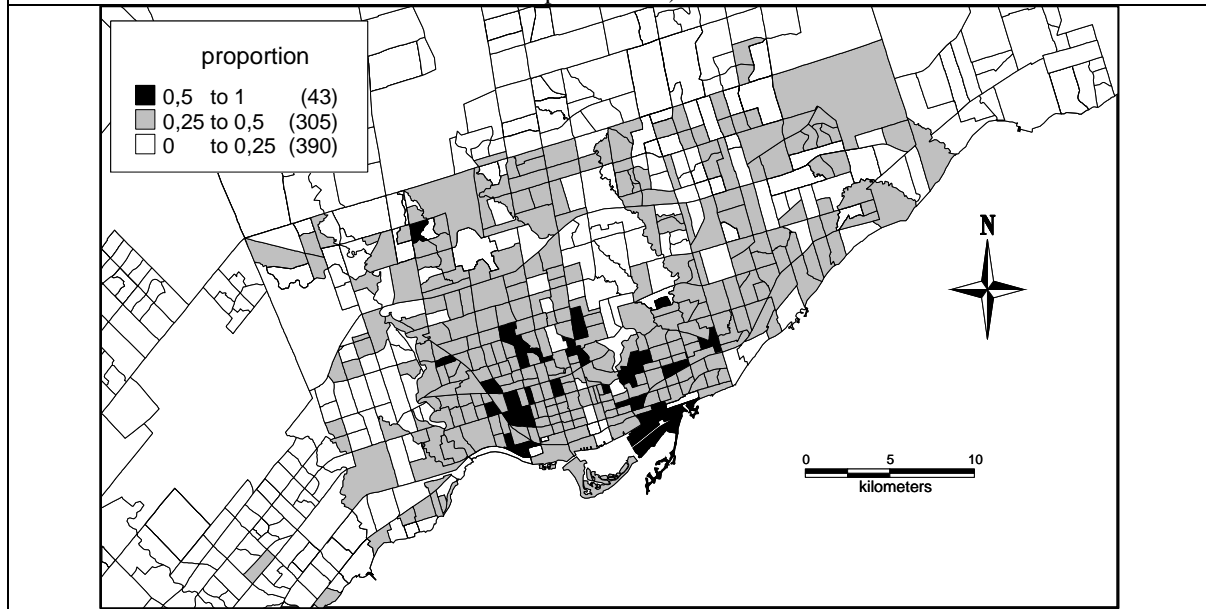 proportion
0,5 to 1 (43)
0,25 to 0,5 (305)
0 to 0,25 (390)
N
0 5 10
kilometers